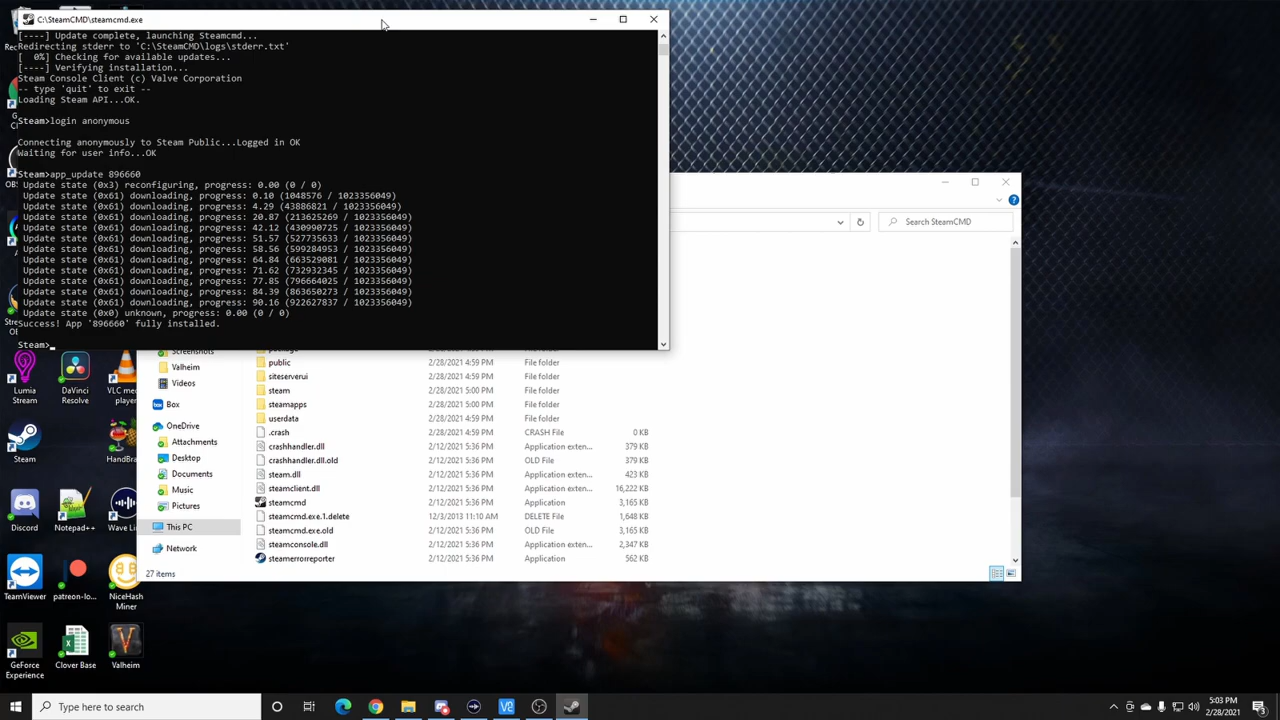 C:\SteamCMD\steamcmd.exe
[----] Update complete, launching Steamcmd...
Redirecting stderr to 'C:\SteamCMD\logs\stderr.txt'
[  0%] Checking for available updates...
[----] Verifying installation...
Steam Console Client (c) Valve Corporation
-- type 'quit' to exit --
Loading Steam API...OK.
Steam>login anonymous
Connecting anonymously to Steam Public...Logged in OK
Waiting for user info...OK
Steam>app_update 896660
Update state (0x3) reconfiguring, progress: 0.00 (0 / 0)
Update state (0x61) downloading, progress: 0.10 (1048576 / 1023356049)
Update state (0x61) downloading, progress: 4.29 (43886821 / 1023356049)
Update state (0x61) downloading, progress: 20.87 (213625269 / 1023356049)
Update state (0x61) downloading, progress: 42.12 (430990725 / 1023356049)
Update state (0x61) downloading, progress: 51.57 (527735633 / 1023356049)
Update state (0x61) downloading, progress: 58.56 (599284953 / 1023356049)
Update state (0x61) downloading, progress: 64.84 (663529081 / 1023356049)
Update state (0x61) downloading, progress: 71.62 (732932345 / 1023356049)
Update state (0x61) downloading, progress: 77.85 (796664025 / 1023356049)
Update state (0x61) downloading, progress: 84.39 (863650273 / 1023356049)
Update state (0x61) downloading, progress: 90.16 (922627837 / 1023356049)
Update state (0x0) unknown, progress: 0.00 (0 / 0)
Success! App '896660' fully installed.
Steam>
Search SteamCMD
Screenshots
Valheim
Videos
Box
OneDrive
Attachments
Desktop
Documents
Music
Pictures
This PC
Network
public 2/28/2021 4:59 PM File folder
siteserverui 2/28/2021 4:59 PM File folder
steam 2/28/2021 5:00 PM File folder
steamapps 2/28/2021 5:00 PM File folder
userdata 2/28/2021 4:59 PM File folder
.crash 2/28/2021 4:59 PM CRASH File 0 KB
crashhandler.dll 2/12/2021 5:36 PM Application exten... 379 KB
crashhandler.dll.old 2/12/2021 5:36 PM OLD File 379 KB
steam.dll 2/12/2021 5:36 PM Application exten... 423 KB
steamclient.dll 2/12/2021 5:36 PM Application exten... 16,222 KB
steamcmd 2/12/2021 5:36 PM Application 3,165 KB
steamcmd.exe.1.delete 12/3/2013 11:10 AM DELETE File 1,648 KB
steamcmd.exe.old 2/12/2021 5:36 PM OLD File 3,165 KB
steamconsole.dll 2/12/2021 5:36 PM Application exten... 2,347 KB
steamerrorreporter 2/12/2021 5:36 PM Application 562 KB
27 items
Lumia Stream
DaVinci Resolve
VLC med
Steam
HandBra
Discord
Notepad++
Wave Lin
TeamViewer
patreon-lo...
NiceHash Miner
GeForce Experience
Clover Base
Valheim
Type here to search
5:03 PM
2/28/2021